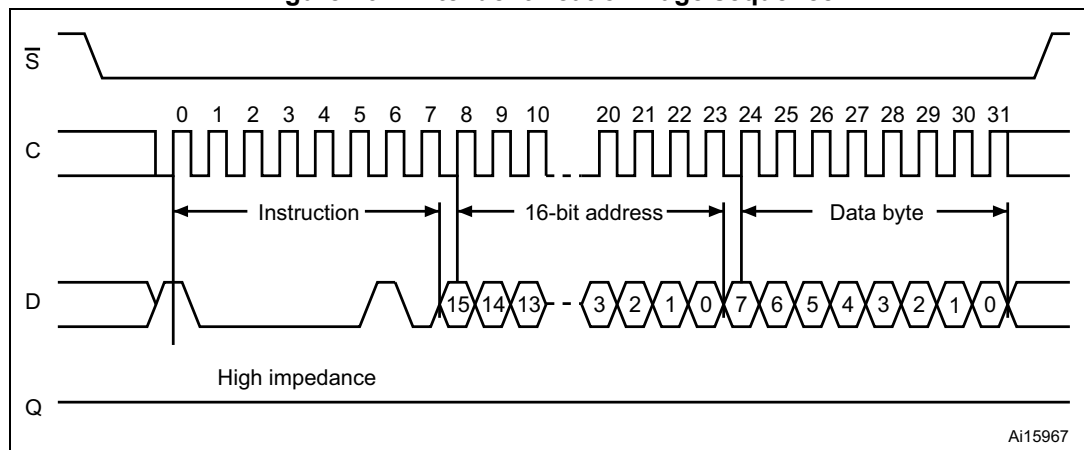 S
0 1 2 3 4 5 6 7 8 9 10 20 21 22 23 24 25 26 27 28 29 30 31
C
Instruction 16-bit address Data byte
D 15 14 13 3 2 1 0 7 6 5 4 3 2 1 0
High impedance
Q
Ai15967